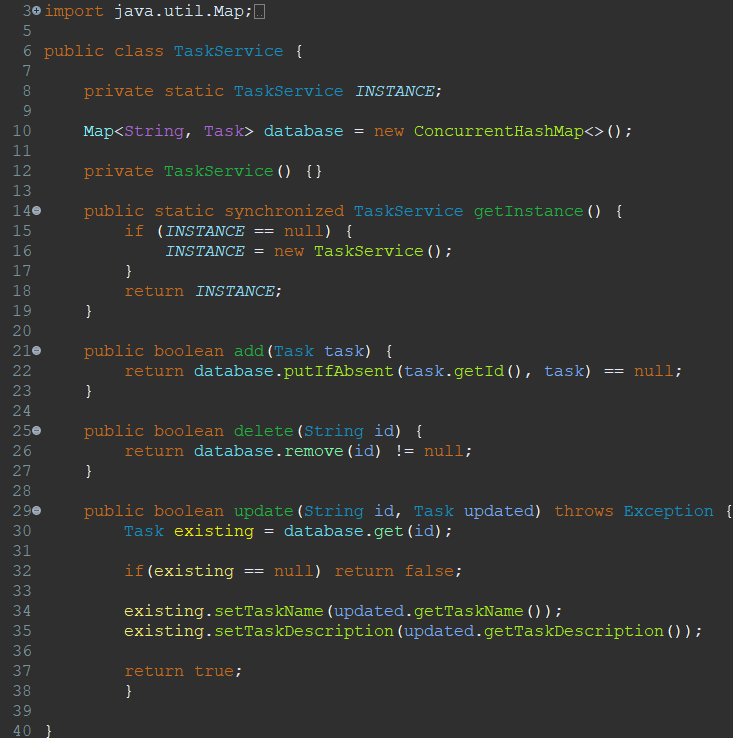 3 import java.util.Map;
5
6 public class TaskService {
7
8     private static TaskService INSTANCE;
9
10     Map<String, Task> database = new ConcurrentHashMap<>();
11
12     private TaskService() {}
13
14     public static synchronized TaskService getInstance() {
15         if (INSTANCE == null) {
16             INSTANCE = new TaskService();
17         }
18         return INSTANCE;
19     }
20
21     public boolean add(Task task) {
22         return database.putIfAbsent(task.getId(), task) == null;
23     }
24
25     public boolean delete(String id) {
26         return database.remove(id) != null;
27     }
28
29     public boolean update(String id, Task updated) throws Exception {
30         Task existing = database.get(id);
31
32         if(existing == null) return false;
33
34         existing.setTaskName(updated.getTaskName());
35         existing.setTaskDescription(updated.getTaskDescription());
36
37         return true;
38         }
39
40 }